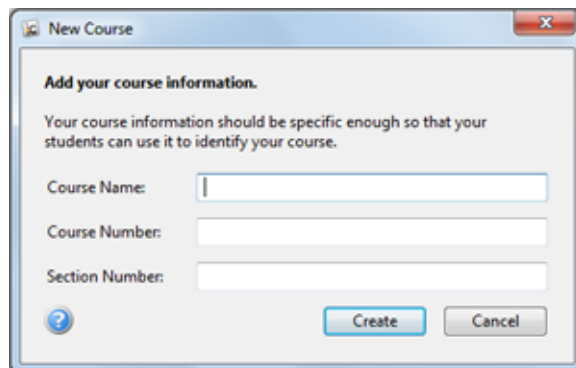 New Course
Add your course information.
Your course information should be specific enough so that your
students can use it to identify your course.
Course Name:
Course Number:
Section Number:
? Create Cancel